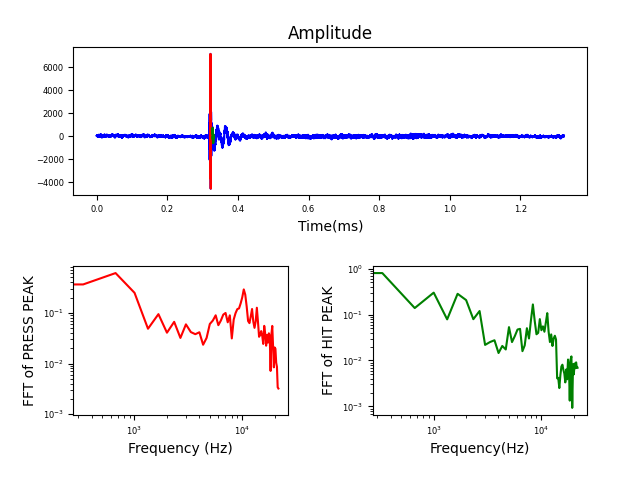 Amplitude
6000
4000
2000
0
−2000
−4000
0.0 0.2 0.4 0.6 0.8 1.0 1.2
Time(ms)
FFT of PRESS PEAK
10⁻¹
10⁻²
10⁻³
10³ 10⁴
Frequency (Hz)
FFT of HIT PEAK
10⁰
10⁻¹
10⁻²
10⁻³
10³ 10⁴
Frequency(Hz)